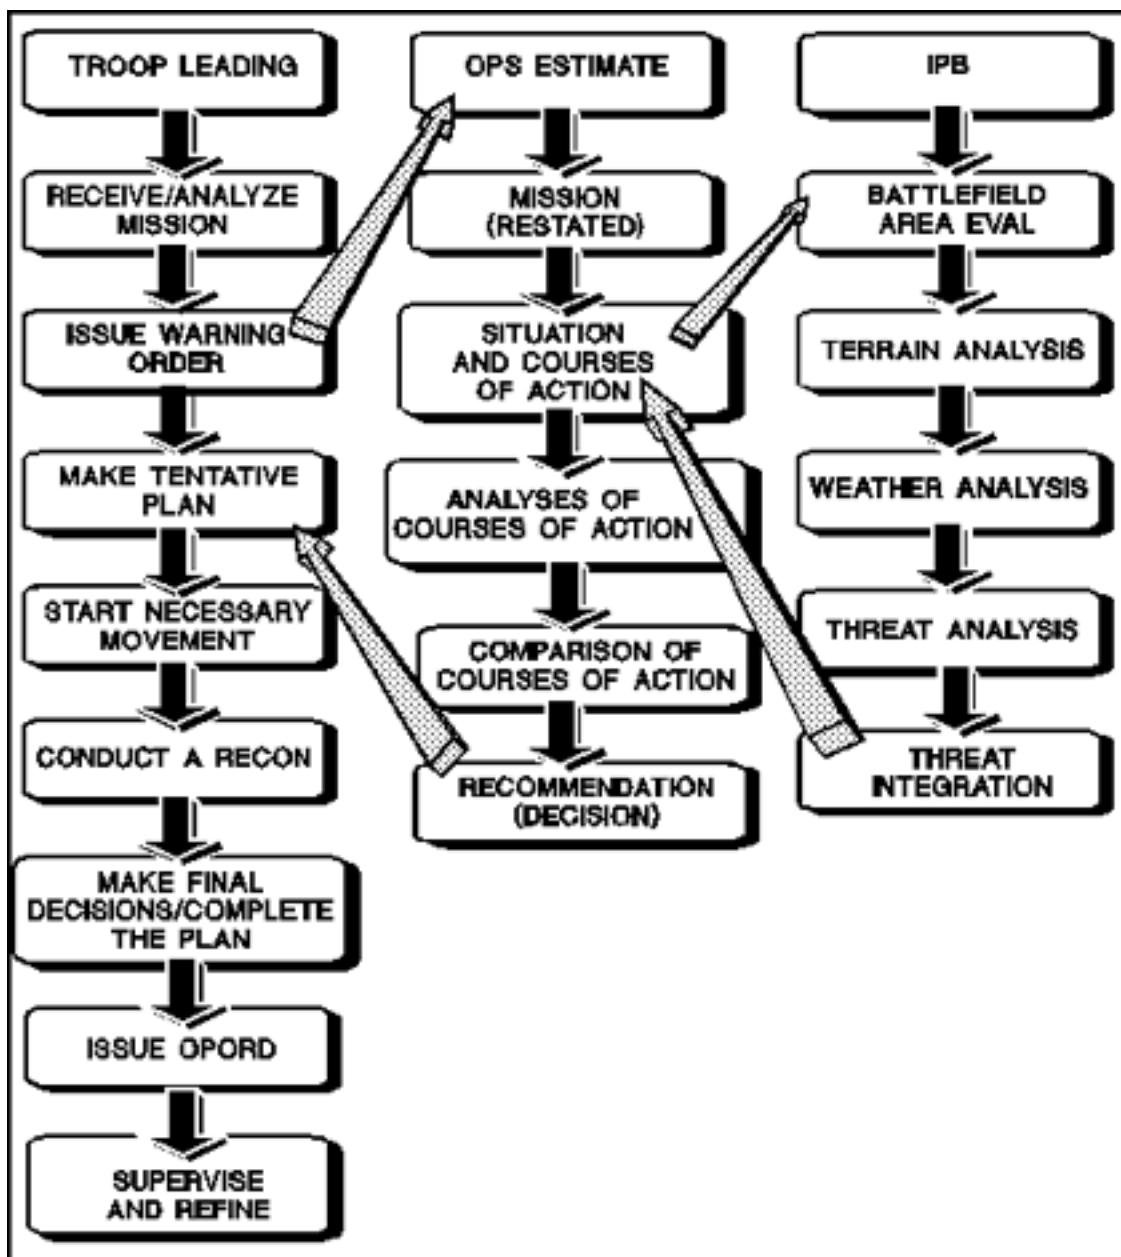 TROOP LEADING
RECEIVE/ANALYZE
MISSION
ISSUE WARNING
ORDER
MAKE TENTATIVE
PLAN
START NECESSARY
MOVEMENT
CONDUCT A RECON
MAKE FINAL
DECISIONS/COMPLETE
THE PLAN
ISSUE OPORD
SUPERVISE
AND REFINE
OPS ESTIMATE
MISSION
(RESTATED)
SITUATION
AND COURSES
OF ACTION
ANALYSES OF
COURSES OF ACTION
COMPARISON OF
COURSES OF ACTION
RECOMMENDATION
(DECISION)
IPB
BATTLEFIELD
AREA EVAL
TERRAIN ANALYSIS
WEATHER ANALYSIS
THREAT ANALYSIS
THREAT
INTEGRATION